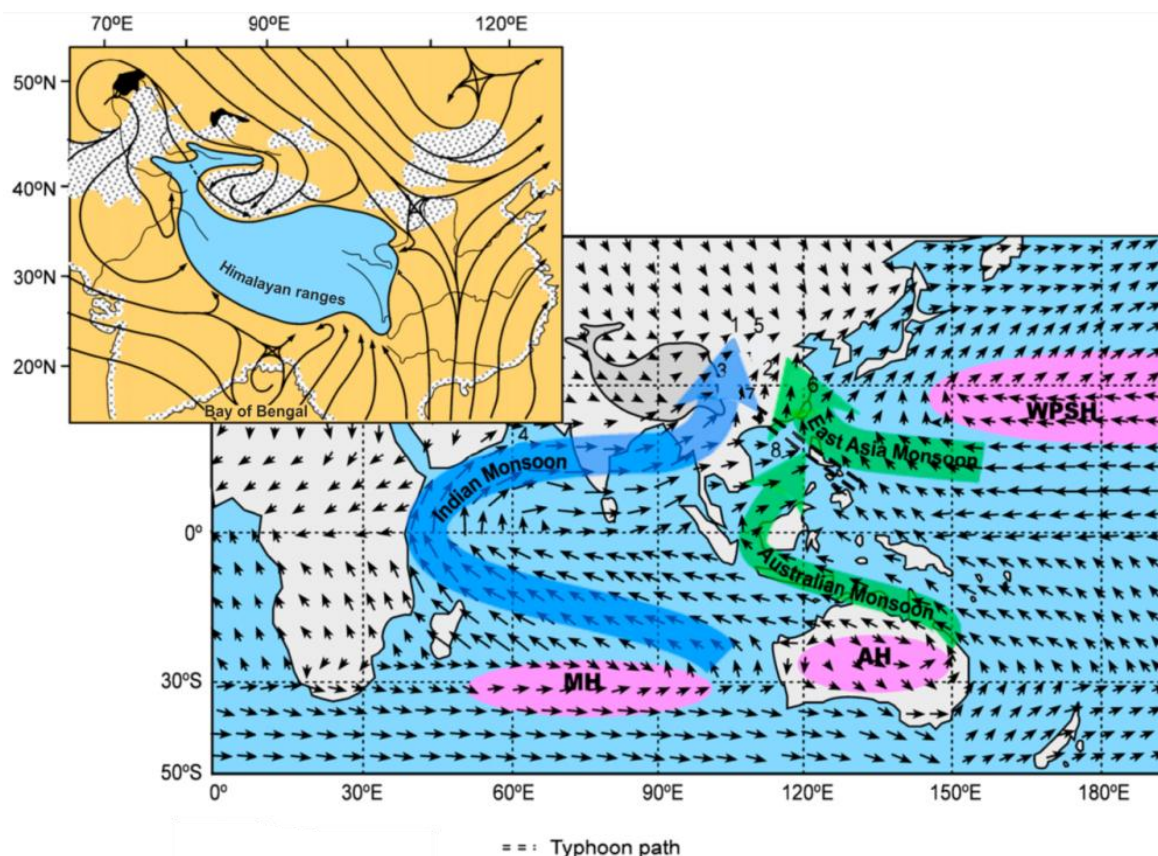 70ºE 90ºE 120ºE
50ºN
40ºN
30ºN
20ºN
Himalayan ranges
Bay of Bengal
1 5
3 2
7 6
4
8
WPSH
East Asia Monsoon
Indian Monsoon
Australian Monsoon
0º
AH
MH
30ºS
50ºS
0º 30ºE 60ºE 90ºE 120ºE 150ºE 180ºE
Typhoon path